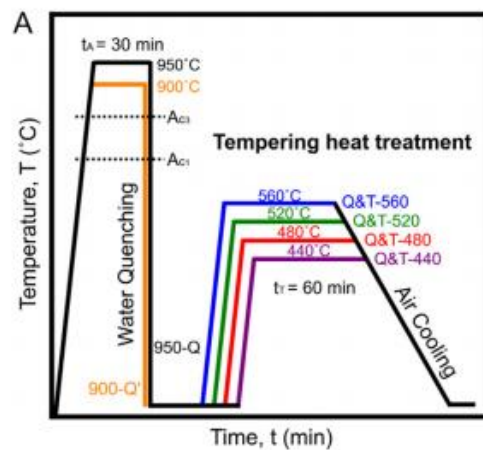 A
tA = 30 min
950°C
900°C
AC3
AC1
Tempering heat treatment
560°C
Q&T-560
520°C
Q&T-520
480°C
Q&T-480
440°C
Q&T-440
tT = 60 min
Water Quenching
Air Cooling
950-Q
900-Q'
Temperature, T (°C)
Time, t (min)